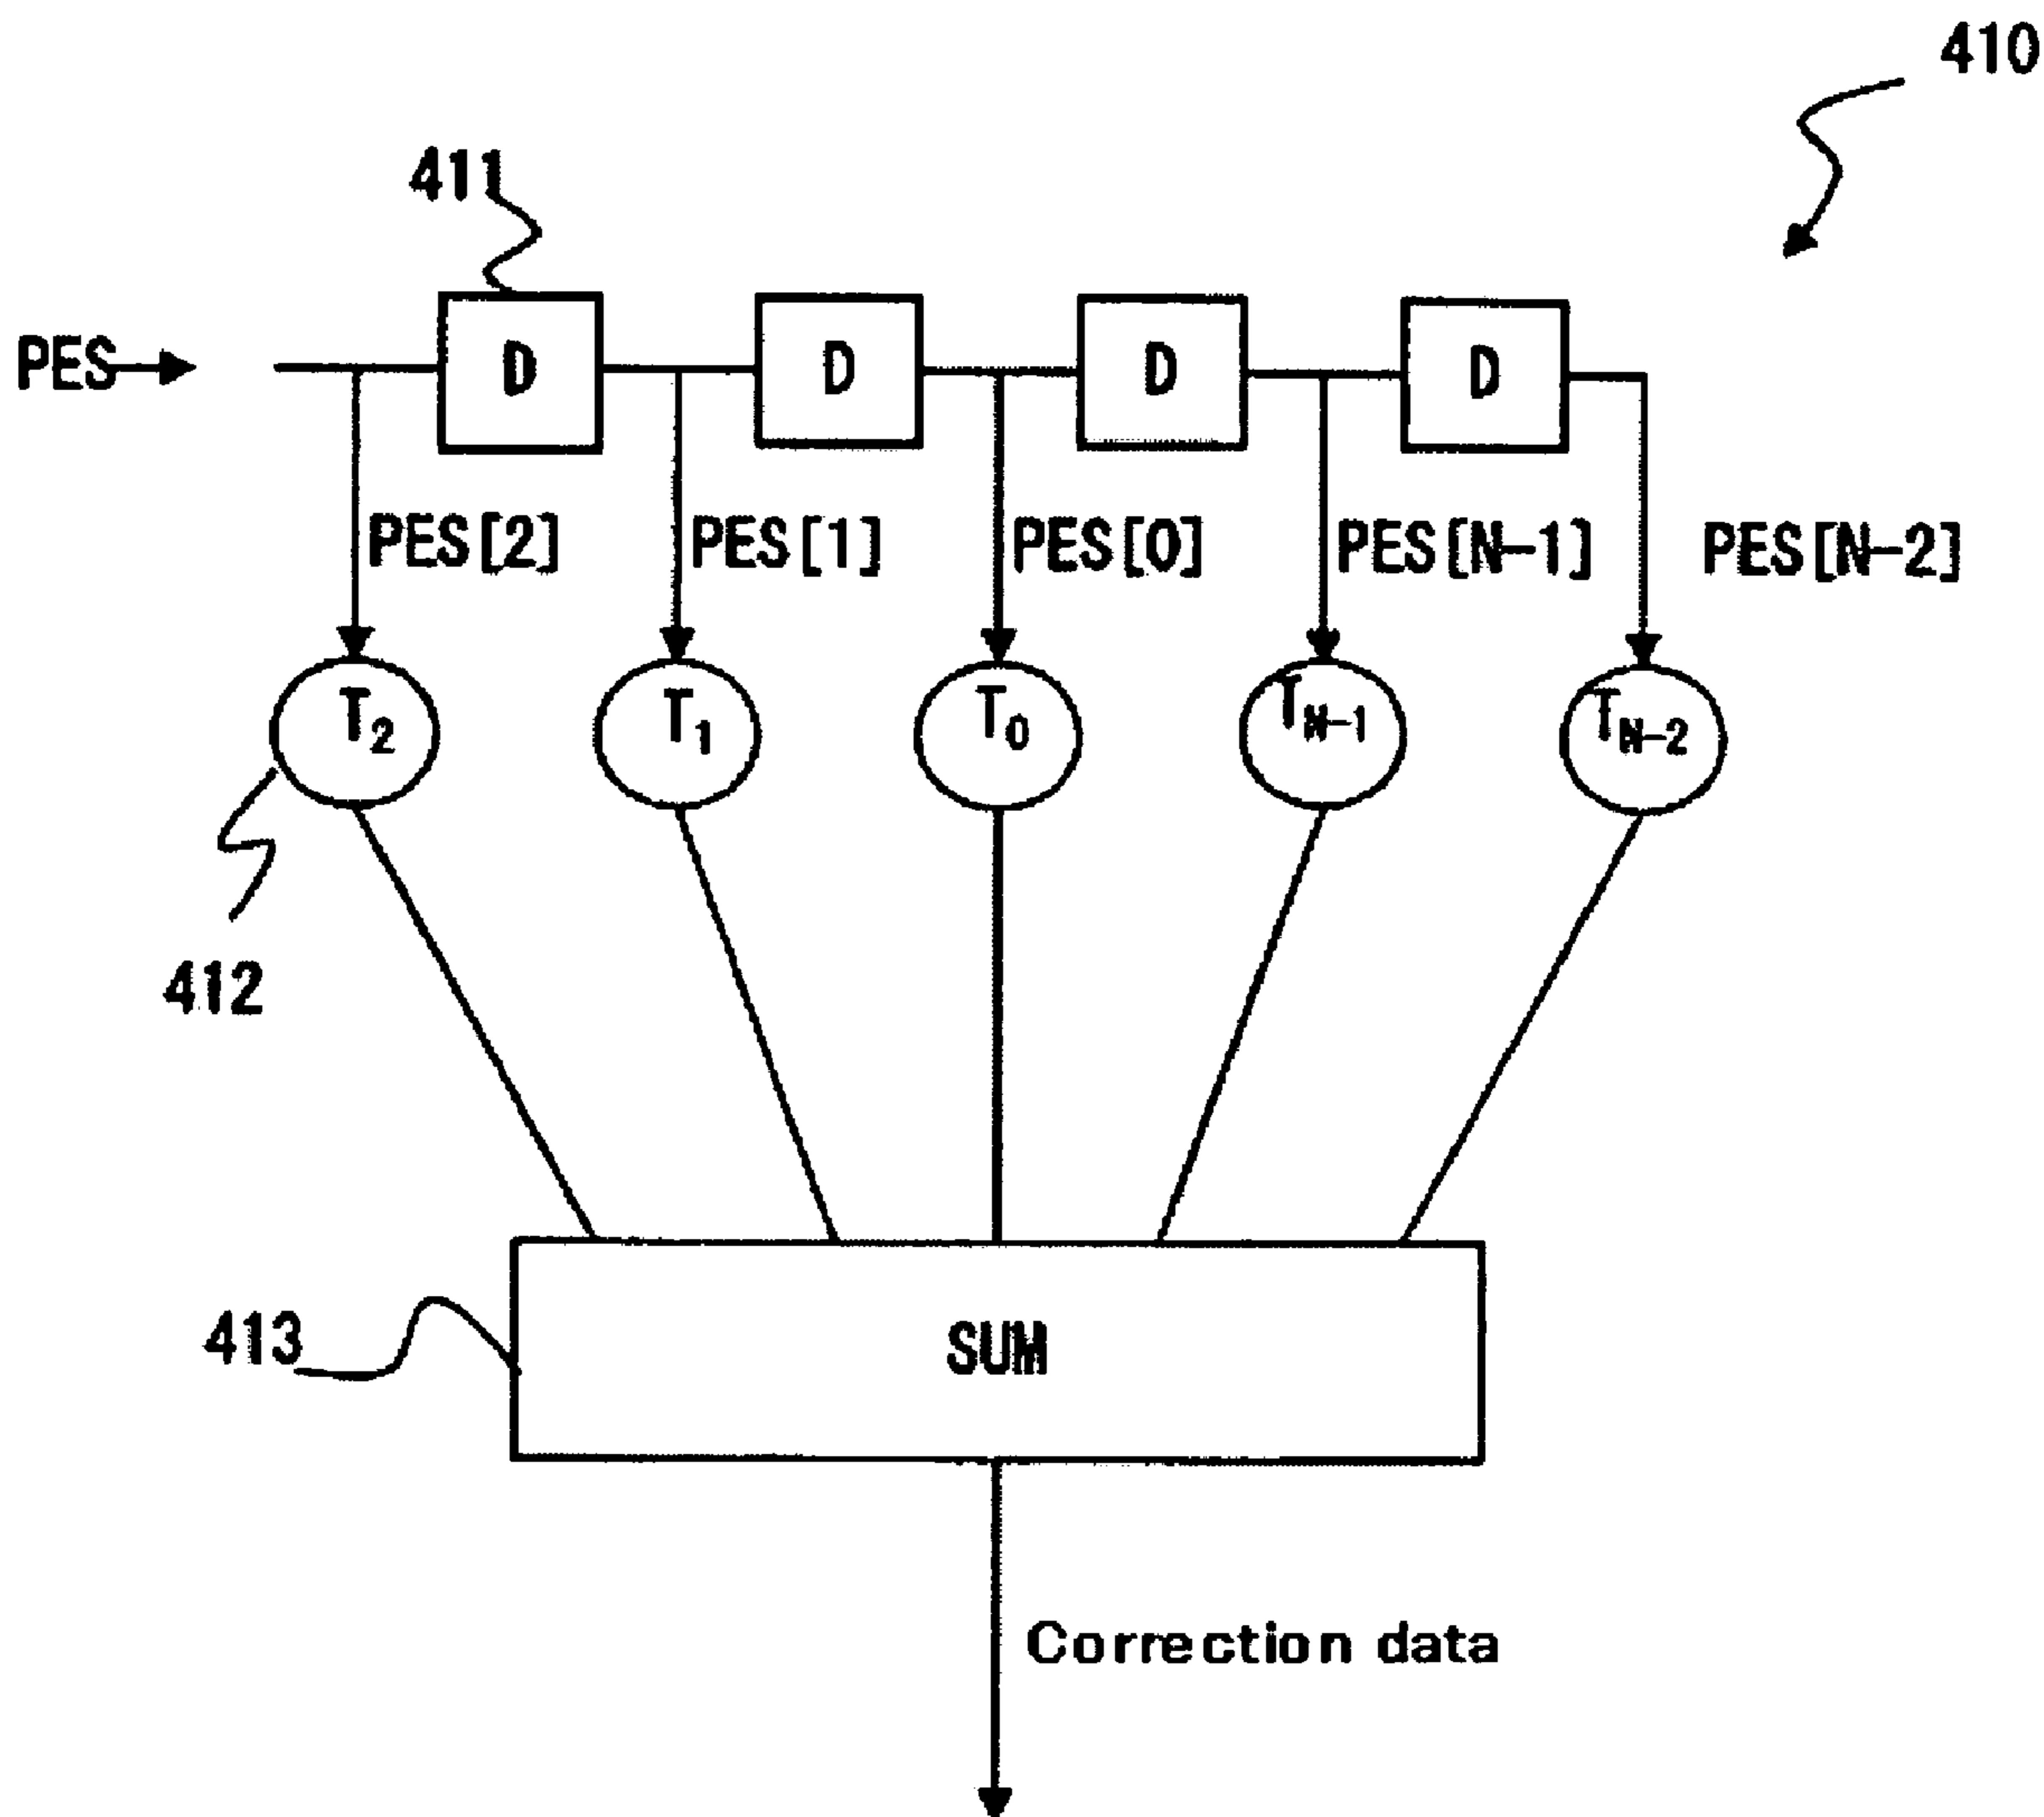 410
411
PES
D D D D
PES[2] PES[1] PES[0] PES[N-1] PES[N-2]
T2 T1 T0 TN-1 TN-2
412
413
SUM
Correction data